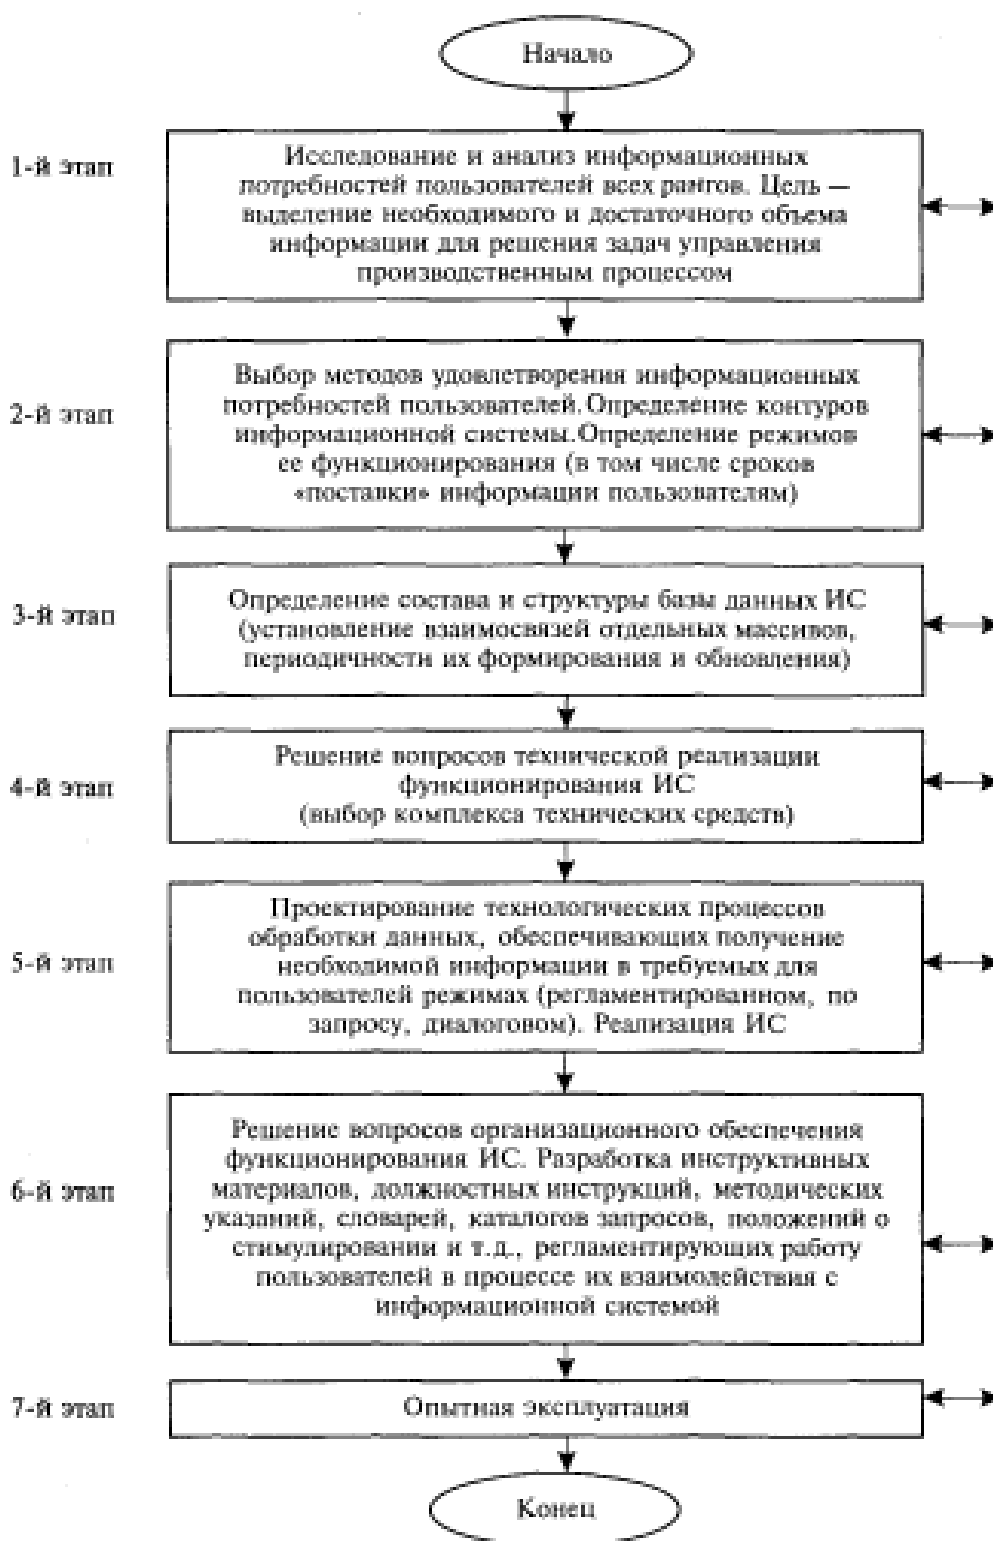 Начало
1-й этап
Исследование и анализ информационных
потребностей пользователей всех рангов. Цель —
выделение необходимого и достаточного объема
информации для решения задач управления
производственным процессом
2-й этап
Выбор методов удовлетворения информационных
потребностей пользователей. Определение контуров
информационной системы. Определение режимов
ее функционирования (в том числе сроков
«поставки» информации пользователям)
3-й этап
Определение состава и структуры базы данных ИС
(установление взаимосвязей отдельных массивов,
периодичности их формирования и обновления)
4-й этап
Решение вопросов технической реализации
функционирования ИС
(выбор комплекса технических средств)
5-й этап
Проектирование технологических процессов
обработки данных, обеспечивающих получение
необходимой информации в требуемых для
пользователей режимах (регламентированном, по
запросу, диалоговом). Реализация ИС
6-й этап
Решение вопросов организационного обеспечения
функционирования ИС. Разработка инструктивных
материалов, должностных инструкций, методических
указаний, словарей, каталогов запросов, положений о
стимулировании и т.д., регламентирующих работу
пользователей в процессе их взаимодействия с
информационной системой
7-й этап
Опытная эксплуатация
Конец